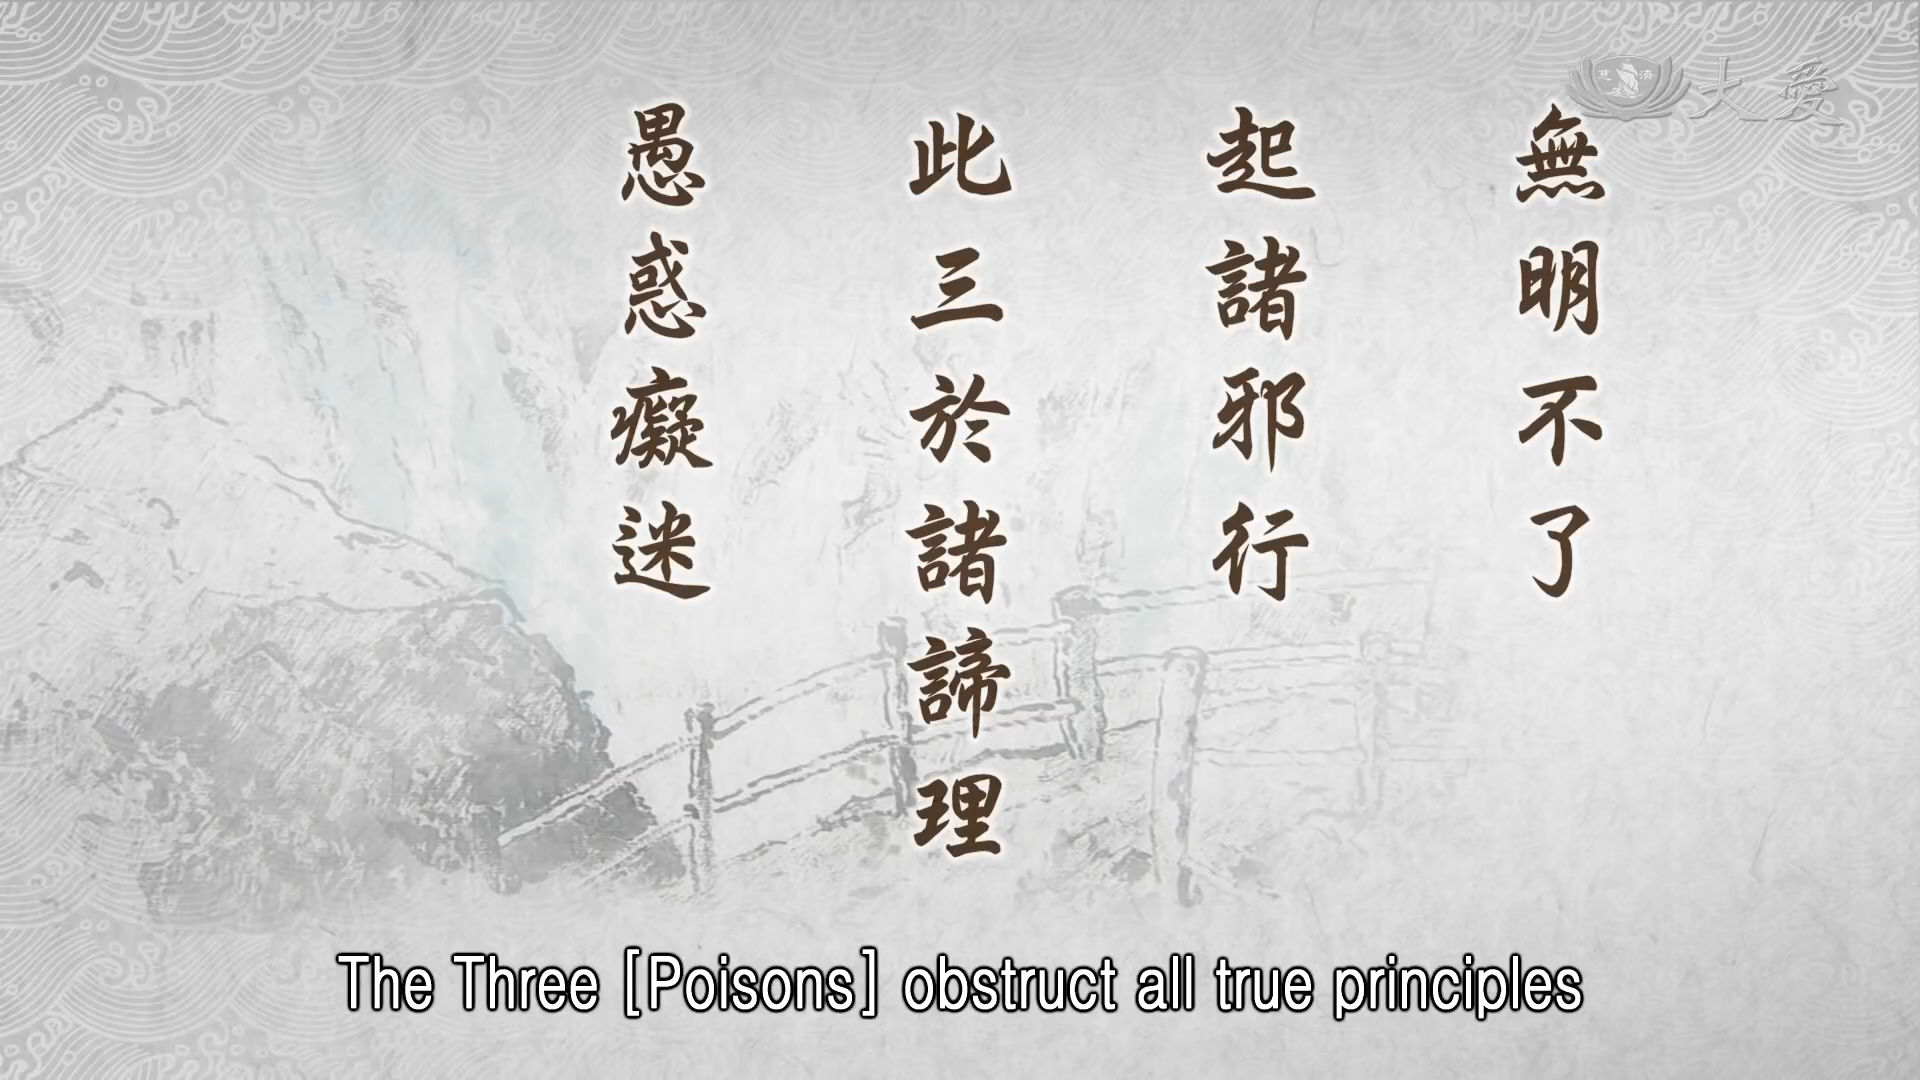 大愛
無明不了
起諸邪行
此三於諸諦理
愚惑癡迷
The Three [Poisons] obstruct all true principles